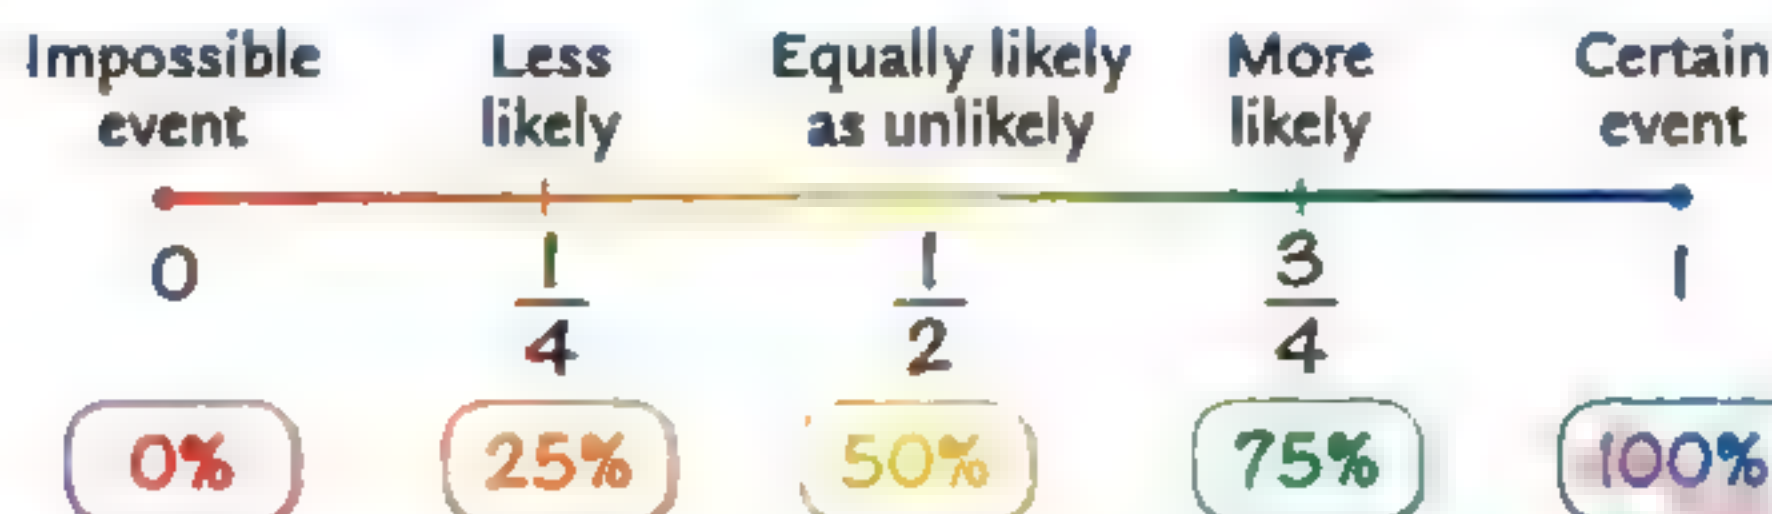 Impossible event
Less likely
Equally likely as unlikely
More likely
Certain event
0
1/4
1/2
3/4
1
0%
25%
50%
75%
100%